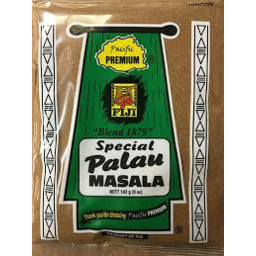 Pacific
PREMIUM
FIJI
"Blend 1879"
Special
Palau
MASALA
NETT 142 g (5 oz)
Thank you for choosing Pacific PREMIUM
PRODUCT OF FIJI